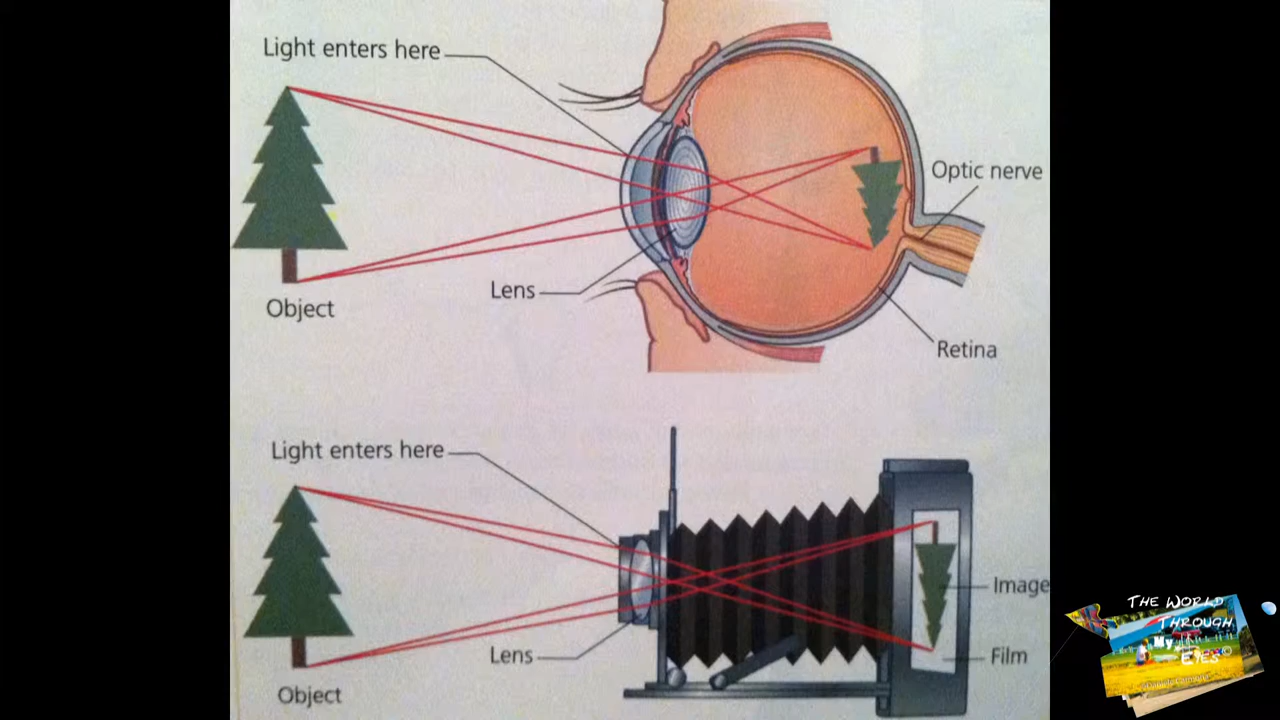 Light enters here
Optic nerve
Lens
Object
Retina
Light enters here
Image
Lens
Film
Object
THE WORLD
THROUGH
My
EYES©